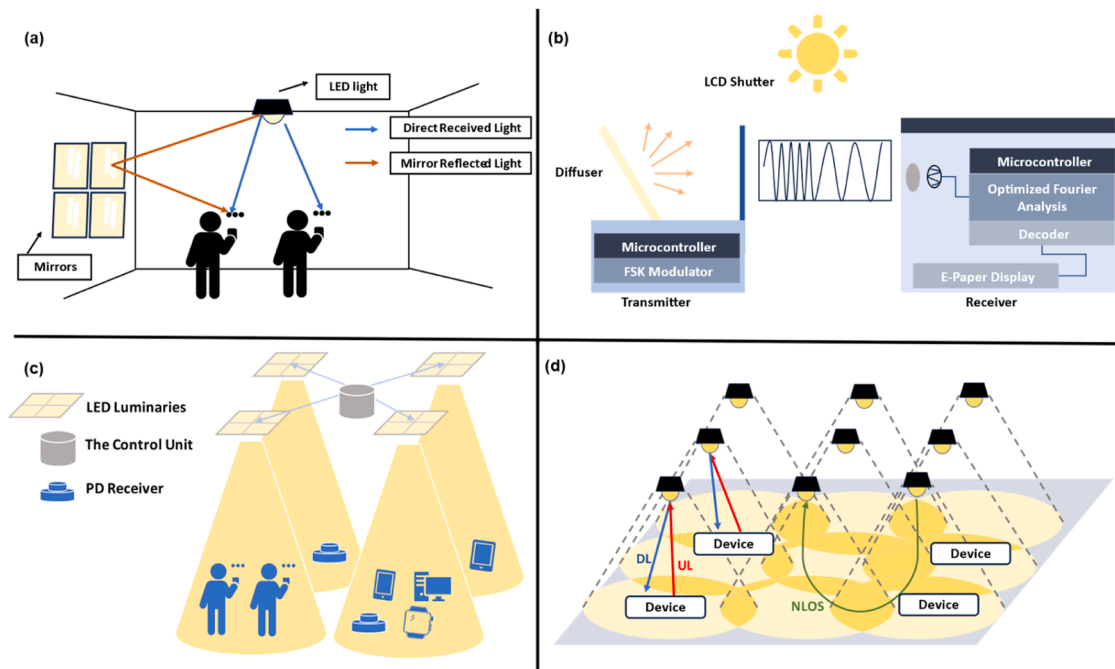 (a)
LED light
Direct Received Light
Mirror Reflected Light
Mirrors
(b)
LCD Shutter
Diffuser
Microcontroller
FSK Modulator
Transmitter
Microcontroller
Optimized Fourier
Analysis
Decoder
E-Paper Display
Receiver
(c)
LED Luminaries
The Control Unit
PD Receiver
(d)
Device
DL
UL
Device
Device
NLOS
Device